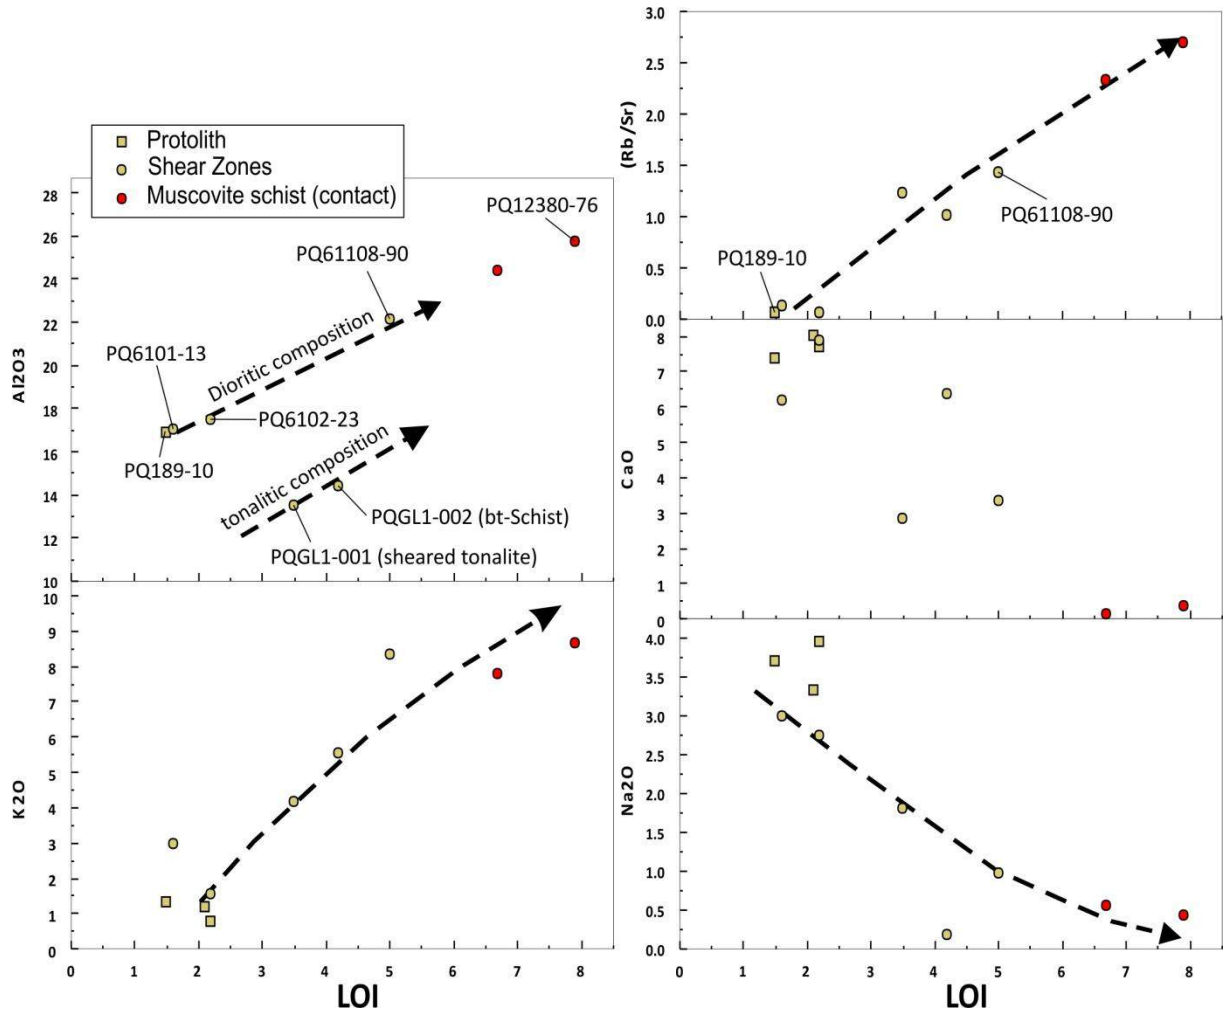 Protolith
Shear Zones
Muscovite schist (contact)
Al2O3
28
26
24
22
20
18
16
14
12
10
PQ12380-76
PQ61108-90
PQ6101-13
Dioritic composition
PQ6102-23
PQ189-10
tonalitic composition
PQGL1-002 (bt-Schist)
PQGL1-001 (sheared tonalite)
K2O
10
9
8
7
6
5
4
3
2
1
0
0 1 2 3 4 5 6 7 8
LOI
(Rb/Sr)
3.0
2.5
2.0
1.5
1.0
0.5
0.0
PQ61108-90
PQ189-10
CaO
8
7
6
5
4
3
2
1
0
Na2O
4.0
3.5
3.0
2.5
2.0
1.5
1.0
0.5
0.0
0 1 2 3 4 5 6 7 8
LOI